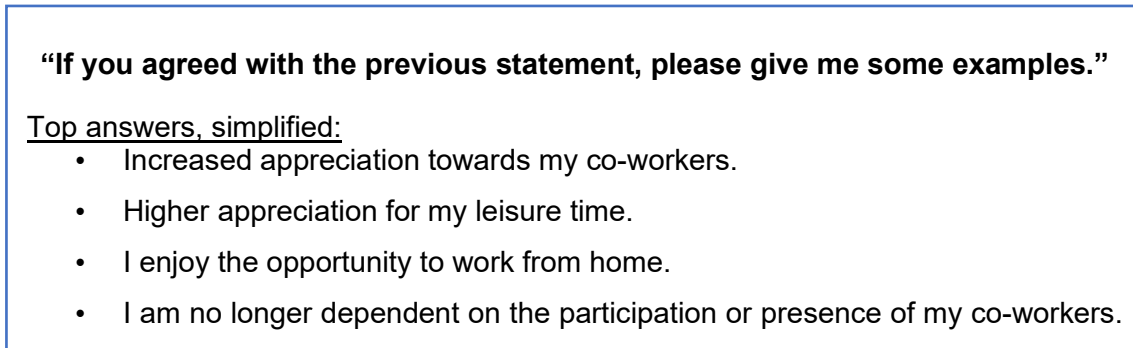 “If you agreed with the previous statement, please give me some examples.”
Top answers, simplified:
• Increased appreciation towards my co-workers.
• Higher appreciation for my leisure time.
• I enjoy the opportunity to work from home.
• I am no longer dependent on the participation or presence of my co-workers.